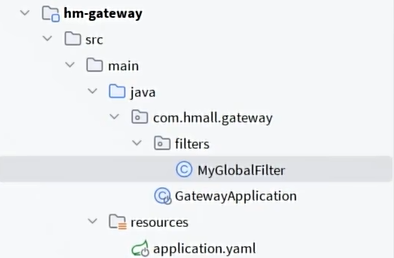 hm-gateway
src
main
java
com.hmall.gateway
filters
MyGlobalFilter
GatewayApplication
resources
application.yaml